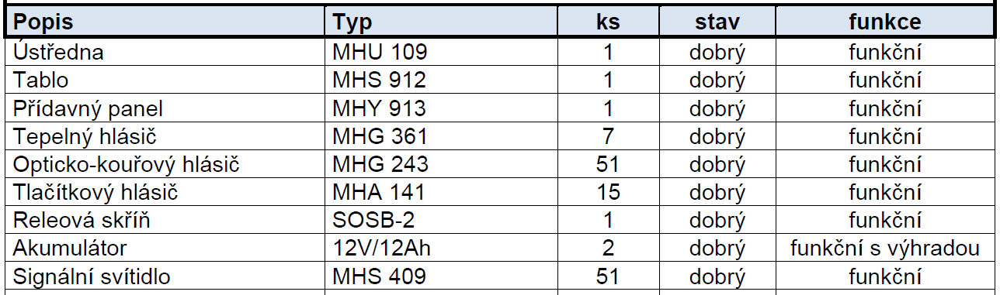 Popis Typ ks stav funkce
Ústředna MHU 109 1 dobrý funkční
Tablo MHS 912 1 dobrý funkční
Přídavný panel MHY 913 1 dobrý funkční
Tepelný hlásič MHG 361 7 dobrý funkční
Opticko-kouřový hlásič MHG 243 51 dobrý funkční
Tlačítkový hlásič MHA 141 15 dobrý funkční
Releová skříň SOSB-2 1 dobrý funkční
Akumulátor 12V/12Ah 2 dobrý funkční s výhradou
Signální svítidlo MHS 409 51 dobrý funkční